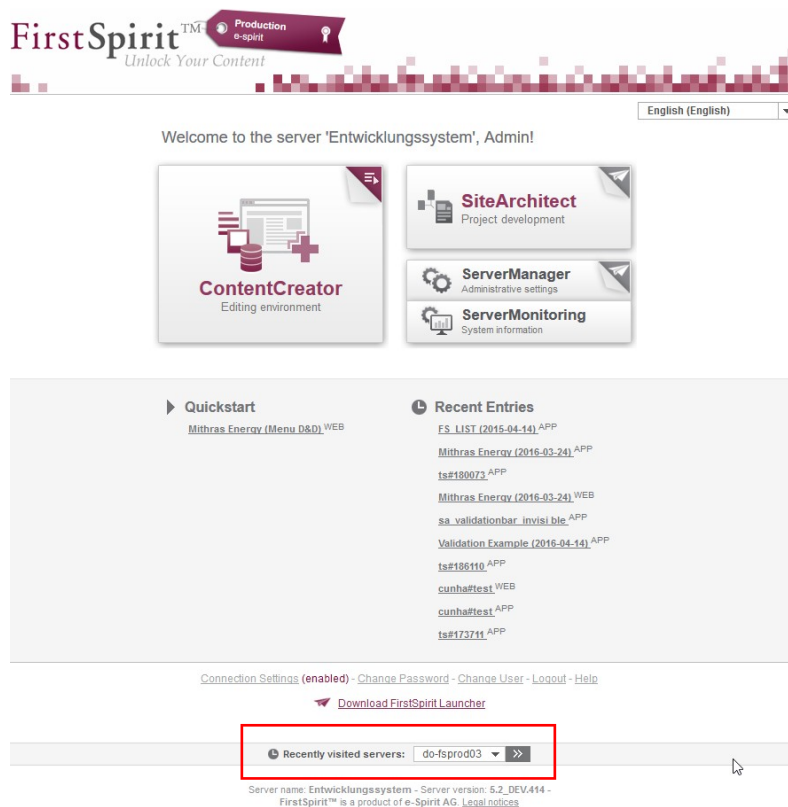 FirstSpirit™
Unlock Your Content
Production
e-spirit
English (English)
Welcome to the server 'Entwicklungssystem', Admin!
ContentCreator
Editing environment
SiteArchitect
Project development
ServerManager
Administrative settings
ServerMonitoring
System information
Quickstart
Mithras Energy (Menu D&D) WEB
Recent Entries
FS_LIST (2015-04-14) APP
Mithras Energy (2016-03-24) APP
ts#180073 APP
Mithras Energy (2016-03-24) WEB
sa_validationbar_invisi ble APP
Validation Example (2016-04-14) APP
ts#186110 APP
cunha#test WEB
cunha#test APP
ts#173711 APP
Connection Settings (enabled) - Change Password - Change User - Logout - Help
Download FirstSpirit Launcher
Recently visited servers: do-fsprod03
Server name: Entwicklungssystem - Server version: 5.2_DEV.414 -
FirstSpirit™ is a product of e-Spirit AG. Legal notices